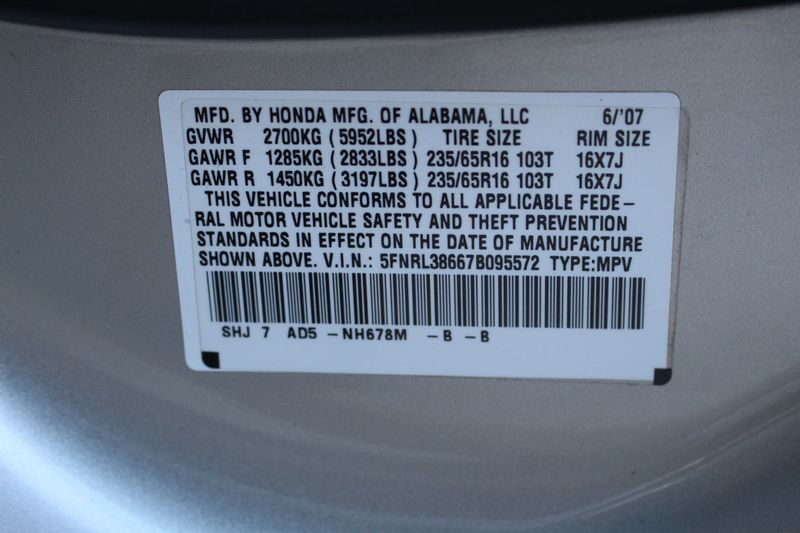 MFD. BY HONDA MFG. OF ALABAMA, LLC 6/'07
GVWR 2700KG (5952LBS) TIRE SIZE RIM SIZE
GAWR F 1285KG (2833LBS) 235/65R16 103T 16X7J
GAWR R 1450KG (3197LBS) 235/65R16 103T 16X7J
THIS VEHICLE CONFORMS TO ALL APPLICABLE FEDE-
RAL MOTOR VEHICLE SAFETY AND THEFT PREVENTION
STANDARDS IN EFFECT ON THE DATE OF MANUFACTURE
SHOWN ABOVE. V.I.N.: 5FNRL38667B095572 TYPE:MPV
SHJ 7 AD5 -NH678M -B -B